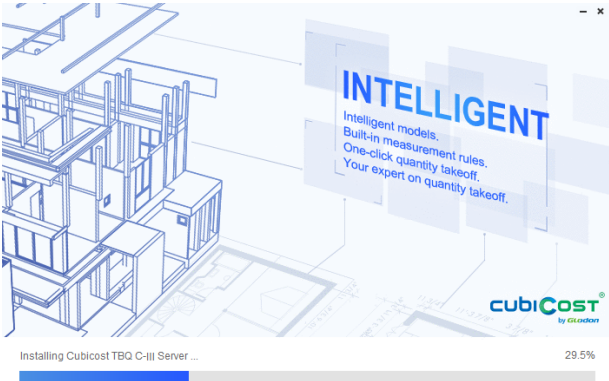 INTELLIGENT
Intelligent models.
Built-in measurement rules.
One-click quantity takeoff.
Your expert on quantity takeoff.
CUBICOST®
by Glodon
Installing Cubicost TBQ C-III Server ...
29.5%